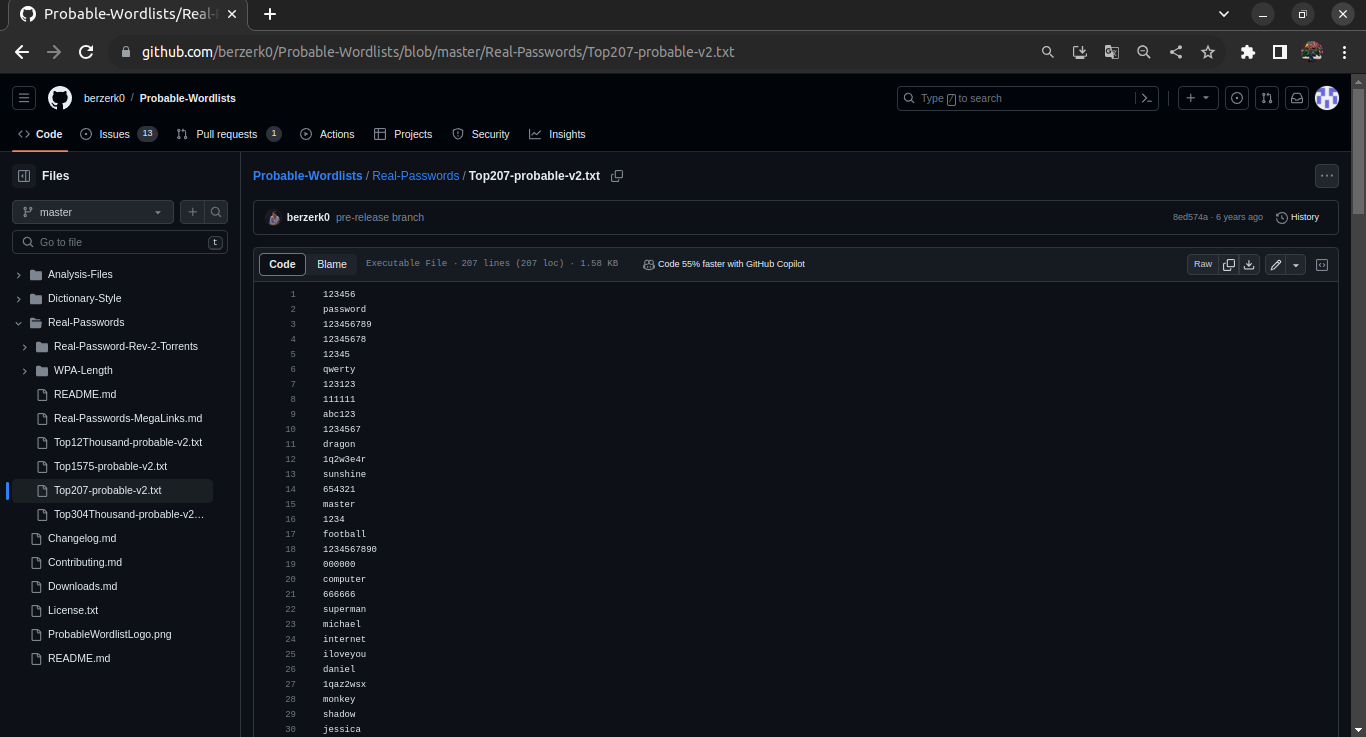 Probable-Wordlists/Real-
github.com/berzerk0/Probable-Wordlists/blob/master/Real-Passwords/Top207-probable-v2.txt
berzerk0 / Probable-Wordlists
Type / to search
Code
Issues 13
Pull requests 1
Actions
Projects
Security
Insights
Files
master
Go to file
t
Analysis-Files
Dictionary-Style
Real-Passwords
Real-Password-Rev-2-Torrents
WPA-Length
README.md
Real-Passwords-MegaLinks.md
Top12Thousand-probable-v2.txt
Top1575-probable-v2.txt
Top207-probable-v2.txt
Top304Thousand-probable-v2…
Changelog.md
Contributing.md
Downloads.md
License.txt
ProbableWordlistLogo.png
README.md
Probable-Wordlists / Real-Passwords / Top207-probable-v2.txt
berzerk0 pre-release branch
8ed574a · 6 years ago
History
Code
Blame
Executable File · 207 lines (207 loc) · 1.58 KB
Code 55% faster with GitHub Copilot
Raw
1 123456
2 password
3 123456789
4 12345678
5 12345
6 qwerty
7 123123
8 111111
9 abc123
10 1234567
11 dragon
12 1q2w3e4r
13 sunshine
14 654321
15 master
16 1234
17 football
18 1234567890
19 000000
20 computer
21 666666
22 superman
23 michael
24 internet
25 iloveyou
26 daniel
27 1qaz2wsx
28 monkey
29 shadow
30 jessica